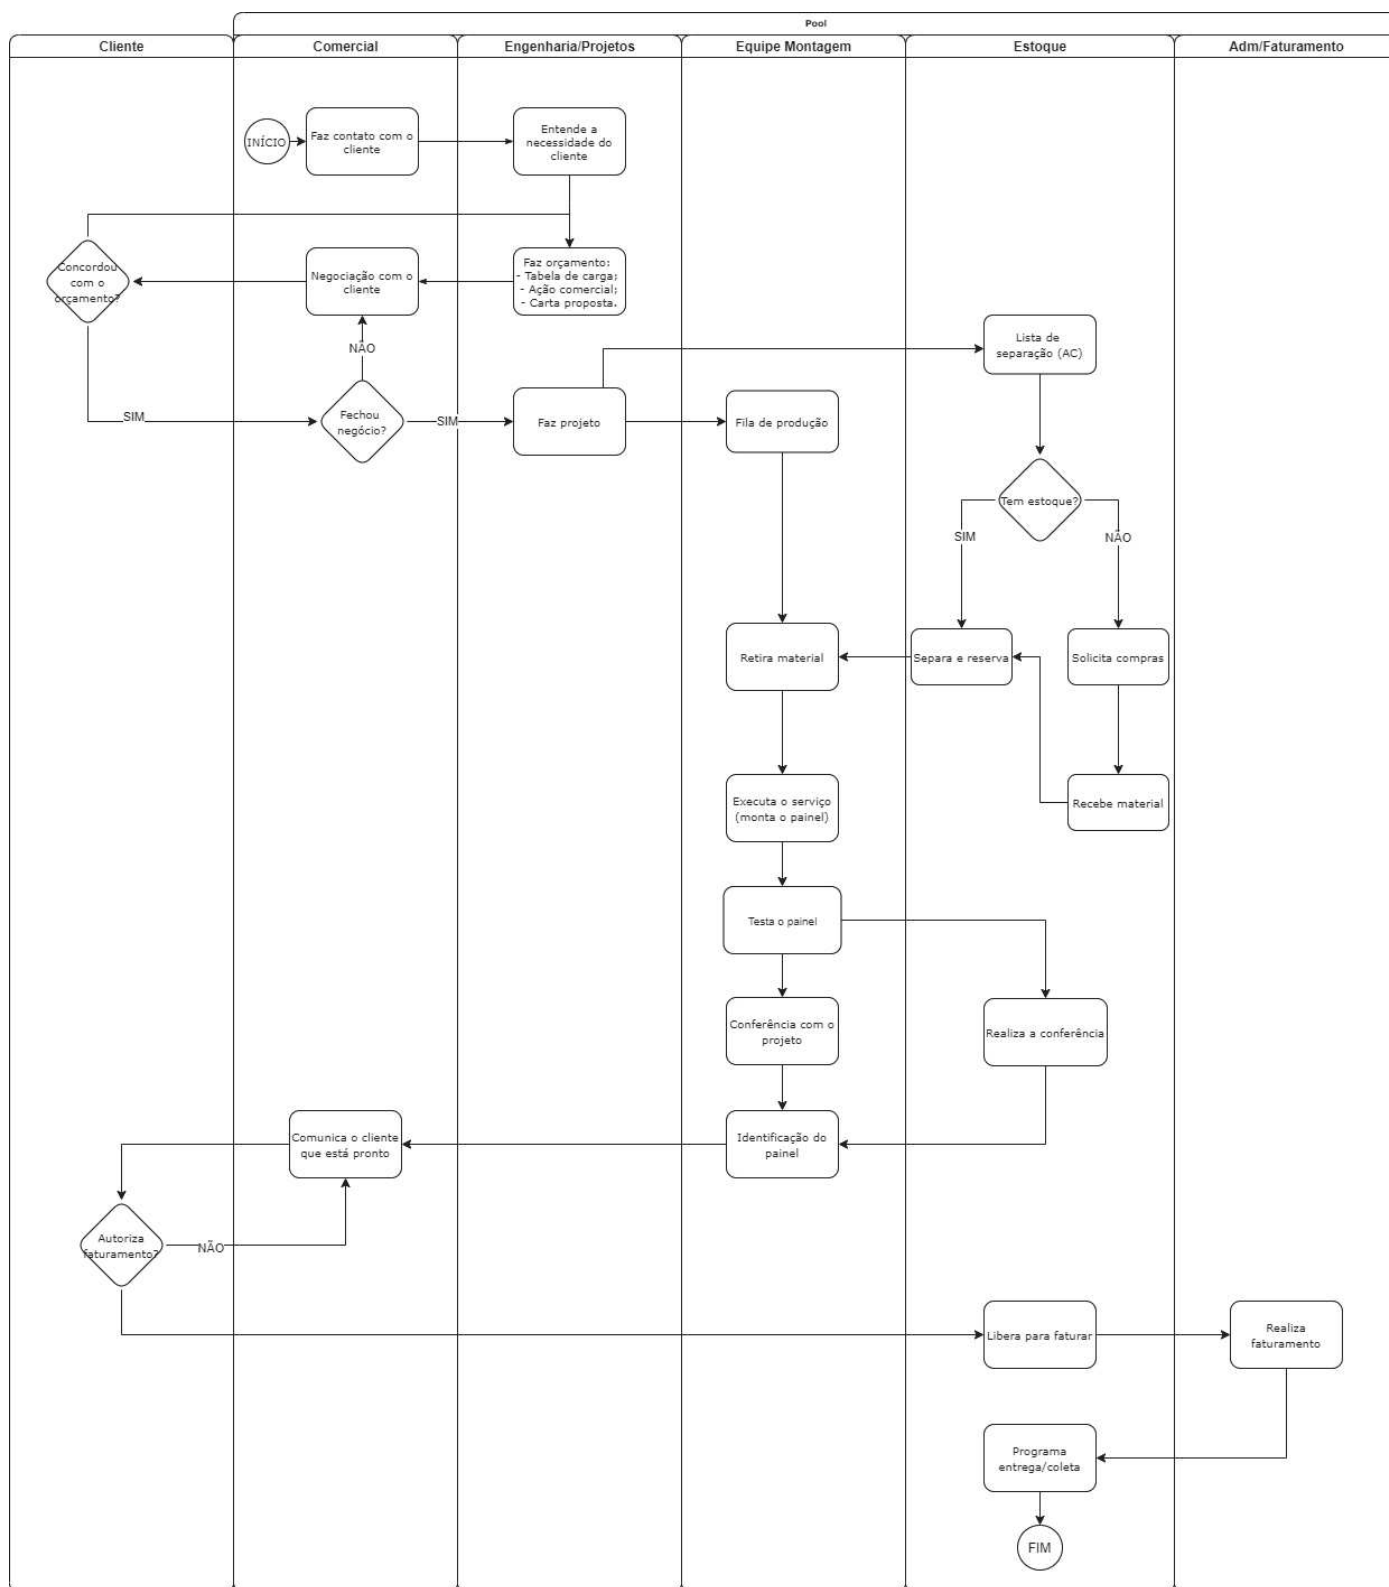 Pool
Cliente
Comercial
Engenharia/Projetos
Equipe Montagem
Estoque
Adm/Faturamento
INÍCIO
Faz contato com o
cliente
Entende a
necessidade do
cliente
Concordou
com o
orçamento?
Negociação com o
cliente
Faz orçamento:
- Tabela de carga;
- Ação comercial;
- Carta proposta.
NÃO
Lista de
separação (AC)
SIM
Fechou
negócio?
SIM
Faz projeto
Fila de produção
Tem estoque?
SIM
NÃO
Retira material
Separa e reserva
Solicita compras
Executa o serviço
(monta o painel)
Recebe material
Testa o painel
Conferência com o
projeto
Realiza a conferência
Comunica o cliente
que está pronto
Identificação do
painel
Autoriza
faturamento?
NÃO
Libera para faturar
Realiza
faturamento
Programa
entrega/coleta
FIM